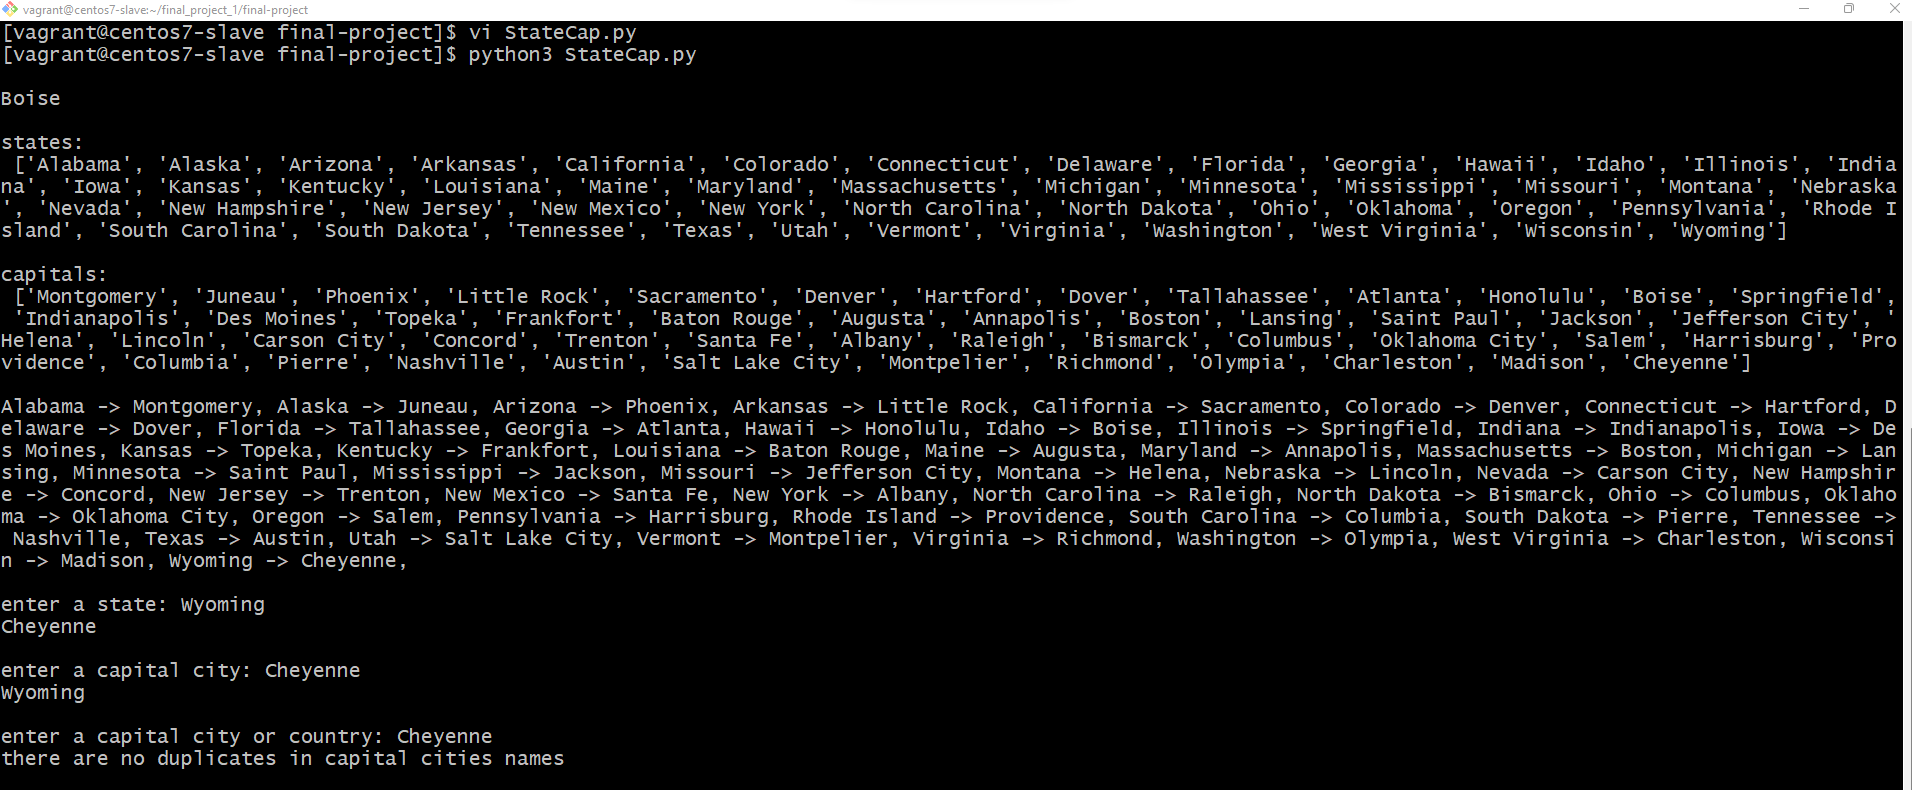 vagrant@centos7-slave:~/final_project_1/final-project
[vagrant@centos7-slave final-project]$ vi StateCap.py
[vagrant@centos7-slave final-project]$ python3 StateCap.py
Boise
states:
['Alabama', 'Alaska', 'Arizona', 'Arkansas', 'California', 'Colorado', 'Connecticut', 'Delaware', 'Florida', 'Georgia', 'Hawaii', 'Idaho', 'Illinois', 'India
na', 'Iowa', 'Kansas', 'Kentucky', 'Louisiana', 'Maine', 'Maryland', 'Massachusetts', 'Michigan', 'Minnesota', 'Mississippi', 'Missouri', 'Montana', 'Nebraska
', 'Nevada', 'New Hampshire', 'New Jersey', 'New Mexico', 'New York', 'North Carolina', 'North Dakota', 'Ohio', 'Oklahoma', 'Oregon', 'Pennsylvania', 'Rhode I
sland', 'South Carolina', 'South Dakota', 'Tennessee', 'Texas', 'Utah', 'Vermont', 'Virginia', 'Washington', 'West Virginia', 'Wisconsin', 'Wyoming']
capitals:
['Montgomery', 'Juneau', 'Phoenix', 'Little Rock', 'Sacramento', 'Denver', 'Hartford', 'Dover', 'Tallahassee', 'Atlanta', 'Honolulu', 'Boise', 'Springfield',
'Indianapolis', 'Des Moines', 'Topeka', 'Frankfort', 'Baton Rouge', 'Augusta', 'Annapolis', 'Boston', 'Lansing', 'Saint Paul', 'Jackson', 'Jefferson City', '
Helena', 'Lincoln', 'Carson City', 'Concord', 'Trenton', 'Santa Fe', 'Albany', 'Raleigh', 'Bismarck', 'Columbus', 'Oklahoma City', 'Salem', 'Harrisburg', 'Pro
vidence', 'Columbia', 'Pierre', 'Nashville', 'Austin', 'Salt Lake City', 'Montpelier', 'Richmond', 'Olympia', 'Charleston', 'Madison', 'Cheyenne']
Alabama -> Montgomery, Alaska -> Juneau, Arizona -> Phoenix, Arkansas -> Little Rock, California -> Sacramento, Colorado -> Denver, Connecticut -> Hartford, D
elaware -> Dover, Florida -> Tallahassee, Georgia -> Atlanta, Hawaii -> Honolulu, Idaho -> Boise, Illinois -> Springfield, Indiana -> Indianapolis, Iowa -> De
s Moines, Kansas -> Topeka, Kentucky -> Frankfort, Louisiana -> Baton Rouge, Maine -> Augusta, Maryland -> Annapolis, Massachusetts -> Boston, Michigan -> Lan
sing, Minnesota -> Saint Paul, Mississippi -> Jackson, Missouri -> Jefferson City, Montana -> Helena, Nebraska -> Lincoln, Nevada -> Carson City, New Hampshir
e -> Concord, New Jersey -> Trenton, New Mexico -> Santa Fe, New York -> Albany, North Carolina -> Raleigh, North Dakota -> Bismarck, Ohio -> Columbus, Oklaho
ma -> Oklahoma City, Oregon -> Salem, Pennsylvania -> Harrisburg, Rhode Island -> Providence, South Carolina -> Columbia, South Dakota -> Pierre, Tennessee ->
Nashville, Texas -> Austin, Utah -> Salt Lake City, Vermont -> Montpelier, Virginia -> Richmond, Washington -> Olympia, West Virginia -> Charleston, Wisconsi
n -> Madison, Wyoming -> Cheyenne,
enter a state: Wyoming
Cheyenne
enter a capital city: Cheyenne
Wyoming
enter a capital city or country: Cheyenne
there are no duplicates in capital cities names